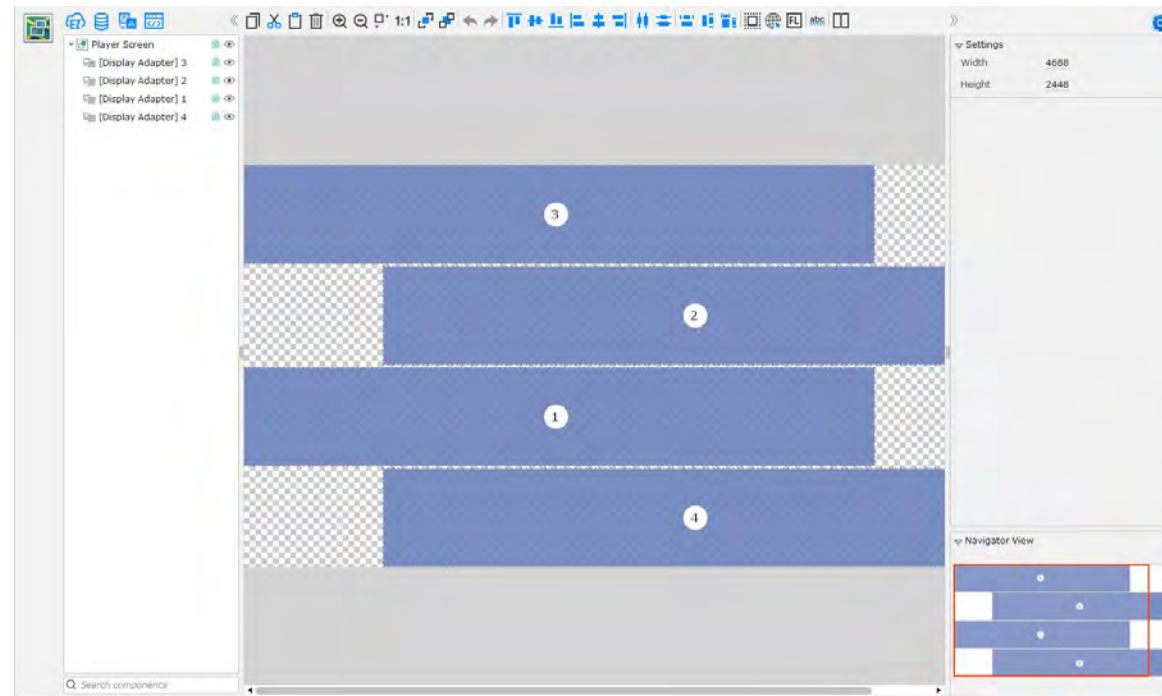 1:1 FL abc
Player Screen
[Display Adapter] 3
[Display Adapter] 2
[Display Adapter] 1
[Display Adapter] 4
3
2
1
4
Settings
Width 4688
Height 2448
Navigator View
Search components